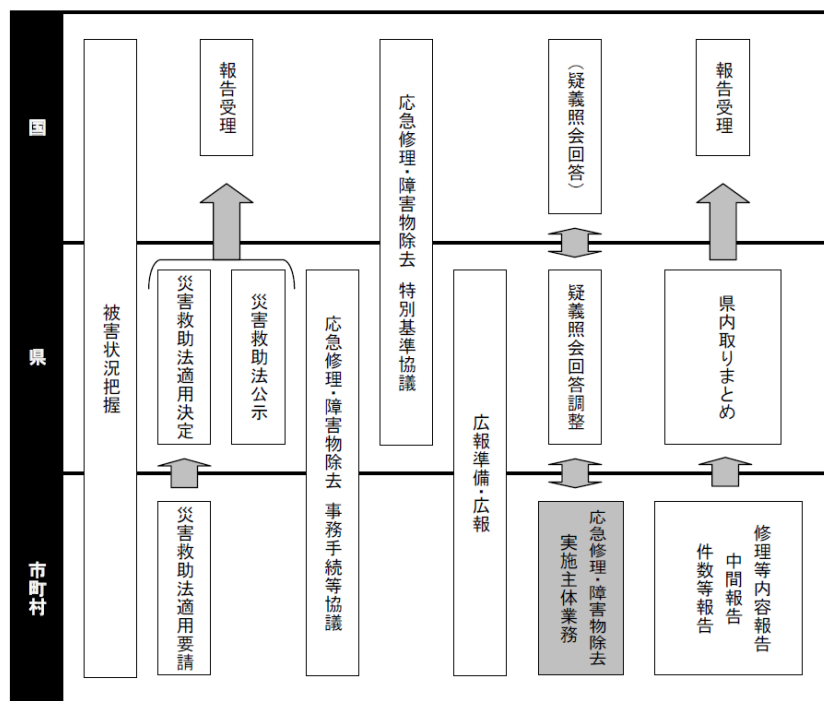 国
県
市町村
被害状況把握
報告受理
災害救助法適用決定
災害救助法公示
災害救助法適用要請
応急修理・障害物除去 事務手続等協議
応急修理・障害物除去 特別基準協議
広報準備・広報
（疑義照会回答）
疑義照会回答調整
応急修理・障害物除去
実施主体業務
報告受理
県内取りまとめ
修理等内容報告
中間報告
件数等報告